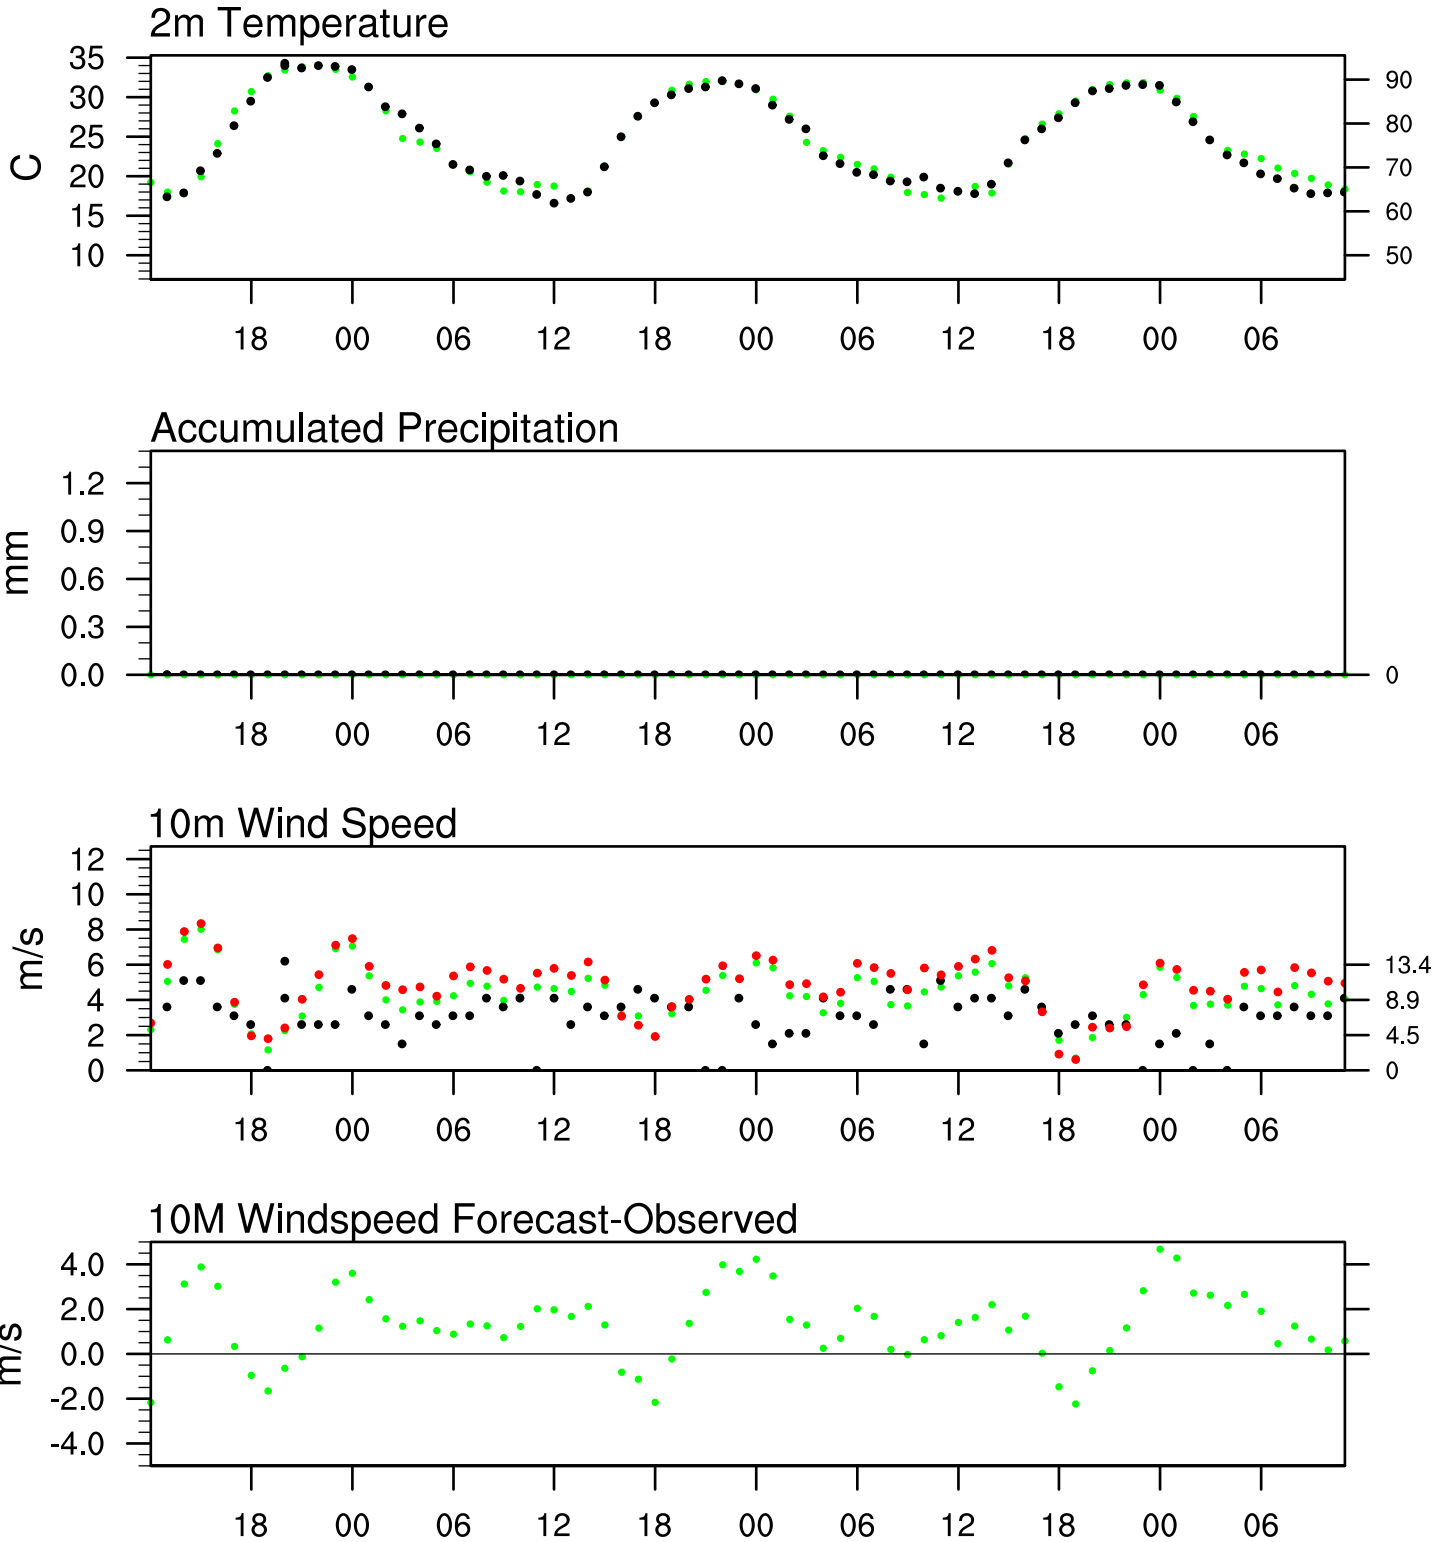 2m Temperature
35
30
25
20
15
10
C
90
80
70
60
50
18 00 06 12 18 00 06 12 18 00 06
Accumulated Precipitation
1.2
0.9
0.6
0.3
0.0
mm
0
18 00 06 12 18 00 06 12 18 00 06
10m Wind Speed
12
10
8
6
4
2
0
m/s
13.4
8.9
4.5
0
18 00 06 12 18 00 06 12 18 00 06
10M Windspeed Forecast-Observed
4.0
2.0
0.0
-2.0
-4.0
m/s
18 00 06 12 18 00 06 12 18 00 06